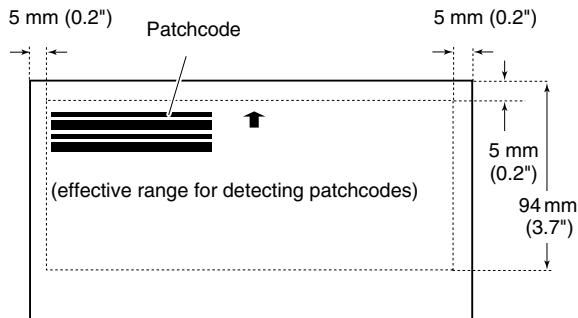 5 mm (0.2")
Patchcode
5 mm (0.2")
5 mm
(0.2")
(effective range for detecting patchcodes)
94 mm
(3.7")